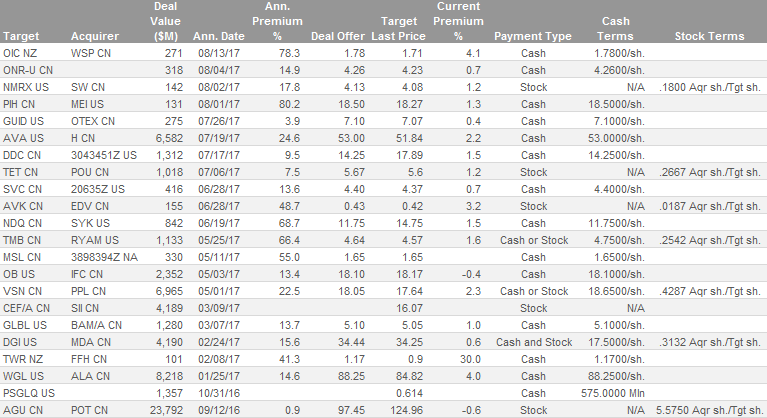 Deal Ann. Current
Value Premium Target Premium Cash
Target Acquirer ($M) Ann. Date % Deal Offer Last Price % Payment Type Terms Stock Terms
OIC NZ WSP CN 271 08/13/17 78.3 1.78 1.71 4.1 Cash 1.7800/sh.
ONR-U CN 318 08/04/17 14.9 4.26 4.23 0.7 Cash 4.2600/sh.
NMRX US SW CN 142 08/02/17 17.8 4.13 4.08 1.2 Stock N/A .1800 Aqr sh./Tgt sh.
PIH CN MEI US 131 08/01/17 80.2 18.50 18.27 1.3 Cash 18.5000/sh.
GUID US OTEX CN 275 07/26/17 3.9 7.10 7.07 0.4 Cash 7.1000/sh.
AVA US H CN 6,582 07/19/17 24.6 53.00 51.84 2.2 Cash 53.0000/sh.
DDC CN 3043451Z US 1,312 07/17/17 9.5 14.25 17.89 1.5 Cash 14.2500/sh.
TET CN POU CN 1,018 07/06/17 7.5 5.67 5.6 1.2 Stock N/A .2667 Aqr sh./Tgt sh.
SVC CN 20635Z US 416 06/28/17 13.6 4.40 4.37 0.7 Cash 4.4000/sh.
AVK CN EDV CN 155 06/28/17 48.7 0.43 0.42 3.2 Stock N/A .0187 Aqr sh./Tgt sh.
NDQ CN SYK US 842 06/19/17 68.7 11.75 14.75 1.5 Cash 11.7500/sh.
TMB CN RYAM US 1,133 05/25/17 66.4 4.64 4.57 1.6 Cash or Stock 4.7500/sh. .2542 Aqr sh./Tgt sh.
MSL CN 3898394Z NA 330 05/11/17 55.0 1.65 1.65 Cash 1.6500/sh.
OB US IFC CN 2,352 05/03/17 13.4 18.10 18.17 -0.4 Cash 18.1000/sh.
VSN CN PPL CN 6,965 05/01/17 22.5 18.05 17.64 2.3 Cash or Stock 18.6500/sh. .4287 Aqr sh./Tgt sh.
CEF/A CN SII CN 4,189 03/09/17 16.07 Stock N/A
GLBL US BAM/A CN 1,280 03/07/17 13.7 5.10 5.05 1.0 Cash 5.1000/sh.
DGI US MDA CN 4,190 02/24/17 15.6 34.44 34.25 0.6 Cash and Stock 17.5000/sh. .3132 Aqr sh./Tgt sh.
TWR NZ FFH CN 101 02/08/17 41.3 1.17 0.9 30.0 Cash 1.1700/sh.
WGL US ALA CN 8,218 01/25/17 14.6 88.25 84.82 4.0 Cash 88.2500/sh.
PSGLQ US 1,357 10/31/16 0.614 Cash 575.0000 Mln
AGU CN POT CN 23,792 09/12/16 0.9 97.45 124.96 -0.6 Stock N/A 5.5750 Aqr sh./Tgt sh.